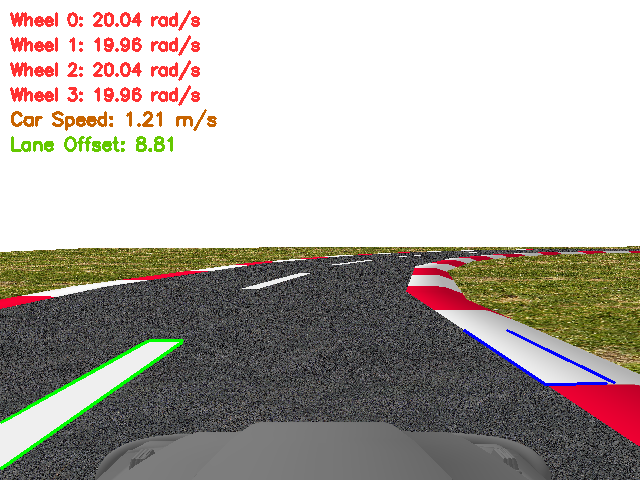 Wheel 0: 20.04 rad/s
Wheel 1: 19.96 rad/s
Wheel 2: 20.04 rad/s
Wheel 3: 19.96 rad/s
Car Speed: 1.21 m/s
Lane Offset: 8.81